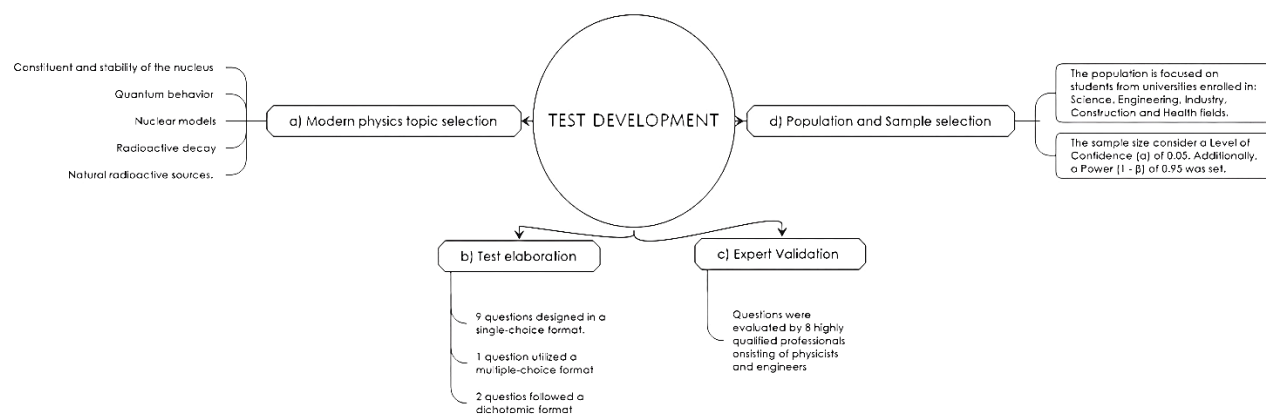 Constituent and stability of the nucleus
Quantum behavior
Nuclear models
Radioactive decay
Natural radioactive sources.
a) Modern physics topic selection
TEST DEVELOPMENT
d) Population and Sample selection
The population is focused on
students from universities enrolled in:
Science, Engineering, Industry,
Construction and Health fields.
The sample size consider a Level of
Confidence (α) of 0.05. Additionally,
a Power (1 - β) of 0.95 was set.
b) Test elaboration
9 questions designed in a
single-choice format.
1 question utilized a
multiple-choice format
2 questios followed a
dichotomic format
c) Expert Validation
Questions were
evaluated by 8 highly
qualified professionals
onsisting of physicists
and engineers